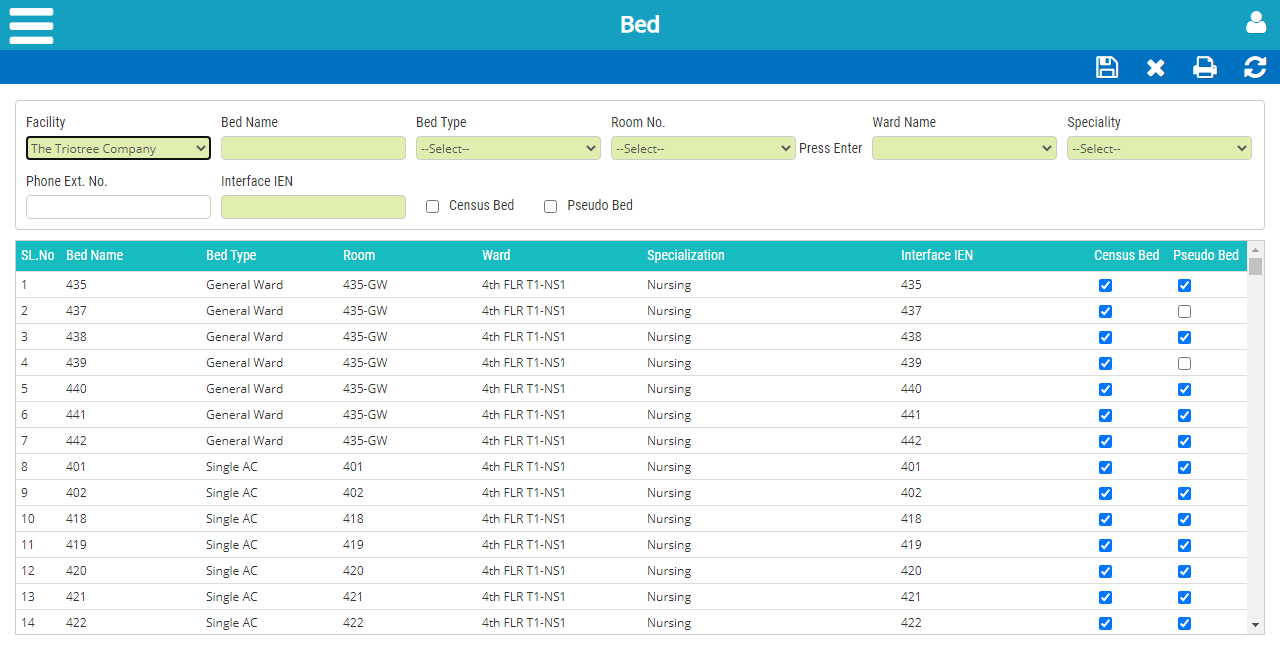 Bed
Facility Bed Name Bed Type Room No. Ward Name Speciality
The Triotree Company --Select-- --Select-- Press Enter --Select--
Phone Ext. No. Interface IEN
Census Bed Pseudo Bed
SL.No Bed Name Bed Type Room Ward Specialization Interface IEN Census Bed Pseudo Bed
1 435 General Ward 435-GW 4th FLR T1-NS1 Nursing 435
2 437 General Ward 435-GW 4th FLR T1-NS1 Nursing 437
3 438 General Ward 435-GW 4th FLR T1-NS1 Nursing 438
4 439 General Ward 435-GW 4th FLR T1-NS1 Nursing 439
5 440 General Ward 435-GW 4th FLR T1-NS1 Nursing 440
6 441 General Ward 435-GW 4th FLR T1-NS1 Nursing 441
7 442 General Ward 435-GW 4th FLR T1-NS1 Nursing 442
8 401 Single AC 401 4th FLR T1-NS1 Nursing 401
9 402 Single AC 402 4th FLR T1-NS1 Nursing 402
10 418 Single AC 418 4th FLR T1-NS1 Nursing 418
11 419 Single AC 419 4th FLR T1-NS1 Nursing 419
12 420 Single AC 420 4th FLR T1-NS1 Nursing 420
13 421 Single AC 421 4th FLR T1-NS1 Nursing 421
14 422 Single AC 422 4th FLR T1-NS1 Nursing 422